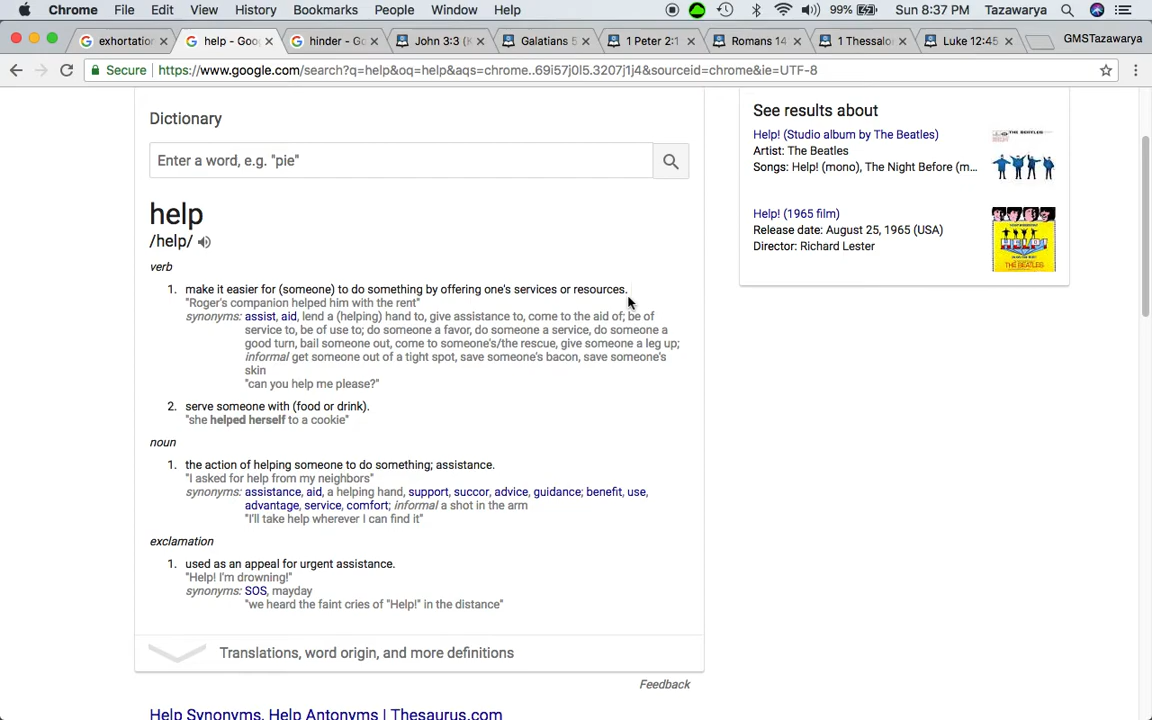 Chrome File Edit View History Bookmarks People Window Help 99% Sun 8:37 PM Tazawarya
exhortation help - Goo hinder - Go John 3:3 (K Galatians 5 1 Peter 2:1 Romans 14 1 Thessalo Luke 12:45 GMSTazawarya
Secure https://www.google.com/search?q=help&oq=help&aqs=chrome..69i57j0l5.3207j1j4&sourceid=chrome&ie=UTF-8
Dictionary
Enter a word, e.g. "pie"
help
/help/
verb
1. make it easier for (someone) to do something by offering one's services or resources.
"Roger's companion helped him with the rent"
synonyms: assist, aid, lend a (helping) hand to, give assistance to, come to the aid of; be of
service to, be of use to; do someone a favor, do someone a service, do someone a
good turn, bail someone out, come to someone's/the rescue, give someone a leg up;
informal get someone out of a tight spot, save someone's bacon, save someone's
skin
"can you help me please?"
2. serve someone with (food or drink).
"she helped herself to a cookie"
noun
1. the action of helping someone to do something; assistance.
"I asked for help from my neighbors"
synonyms: assistance, aid, a helping hand, support, succor, advice, guidance; benefit, use,
advantage, service, comfort; informal a shot in the arm
"I'll take help wherever I can find it"
exclamation
1. used as an appeal for urgent assistance.
"Help! I'm drowning!"
synonyms: SOS, mayday
"we heard the faint cries of "Help!" in the distance"
Translations, word origin, and more definitions
Feedback
Help Synonyms, Help Antonyms | Thesaurus.com
See results about
Help! (Studio album by The Beatles)
Artist: The Beatles
Songs: Help! (mono), The Night Before (m...
Help! (1965 film)
Release date: August 25, 1965 (USA)
Director: Richard Lester
THE BEATLES
HELP!